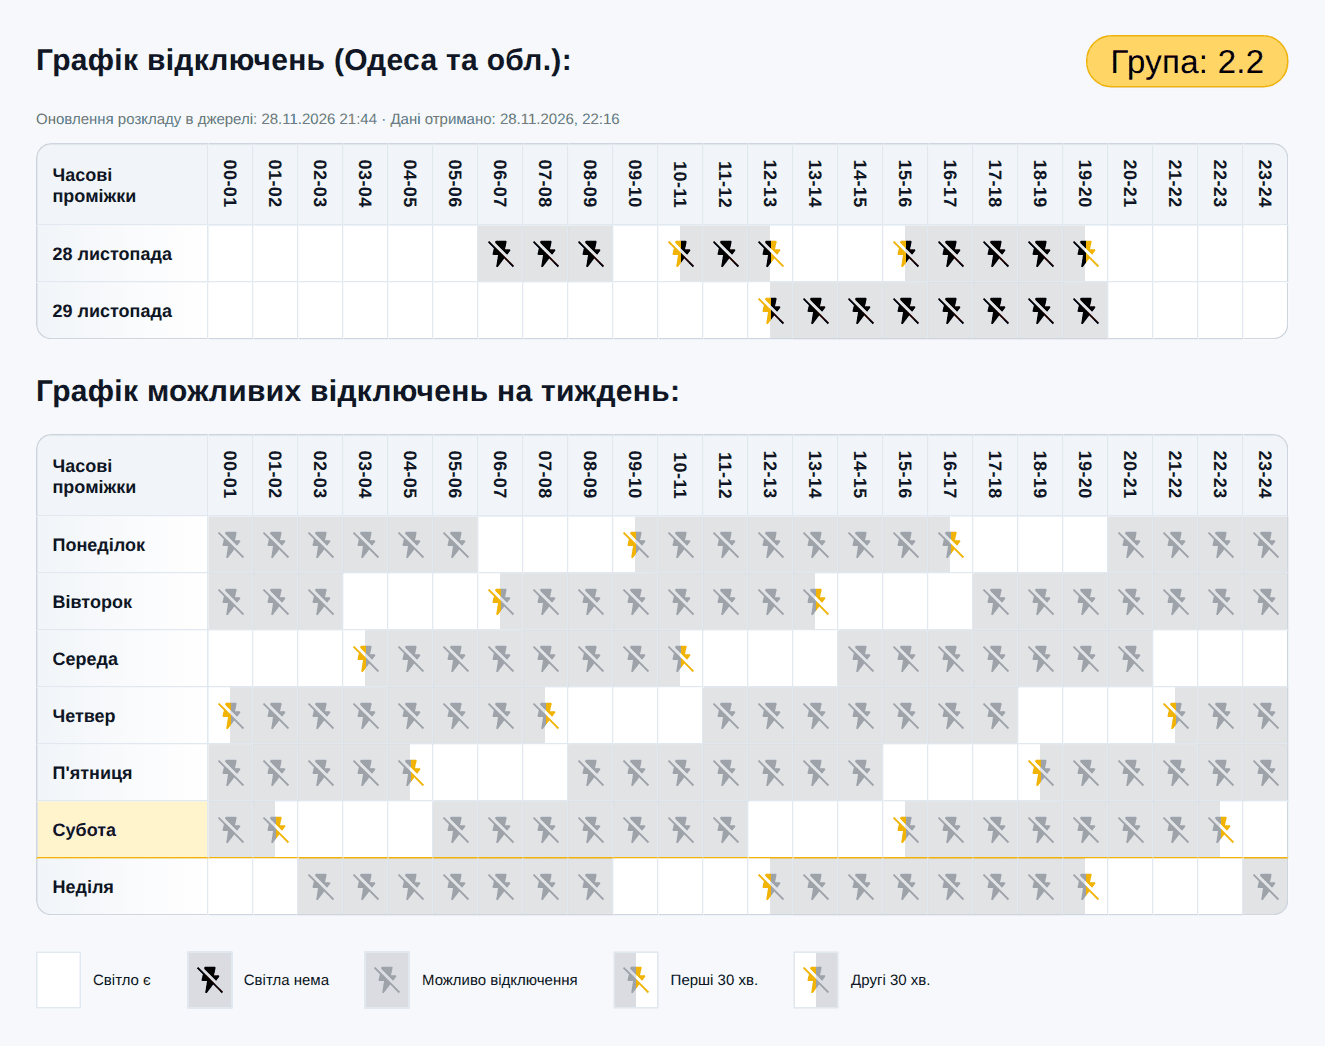 Графік відключень (Одеса та обл.):
Група: 2.2
Оновлення розкладу в джерелі: 28.11.2026 21:44 · Дані отримано: 28.11.2026, 22:16
Часові проміжки 00-01 01-02 02-03 03-04 04-05 05-06 06-07 07-08 08-09 09-10 10-11 11-12 12-13 13-14 14-15 15-16 16-17 17-18 18-19 19-20 20-21 21-22 22-23 23-24
28 листопада
29 листопада
Графік можливих відключень на тиждень:
Часові проміжки 00-01 01-02 02-03 03-04 04-05 05-06 06-07 07-08 08-09 09-10 10-11 11-12 12-13 13-14 14-15 15-16 16-17 17-18 18-19 19-20 20-21 21-22 22-23 23-24
Понеділок
Вівторок
Середа
Четвер
П'ятниця
Субота
Неділя
Світло є
Світла нема
Можливо відключення
Перші 30 хв.
Другі 30 хв.